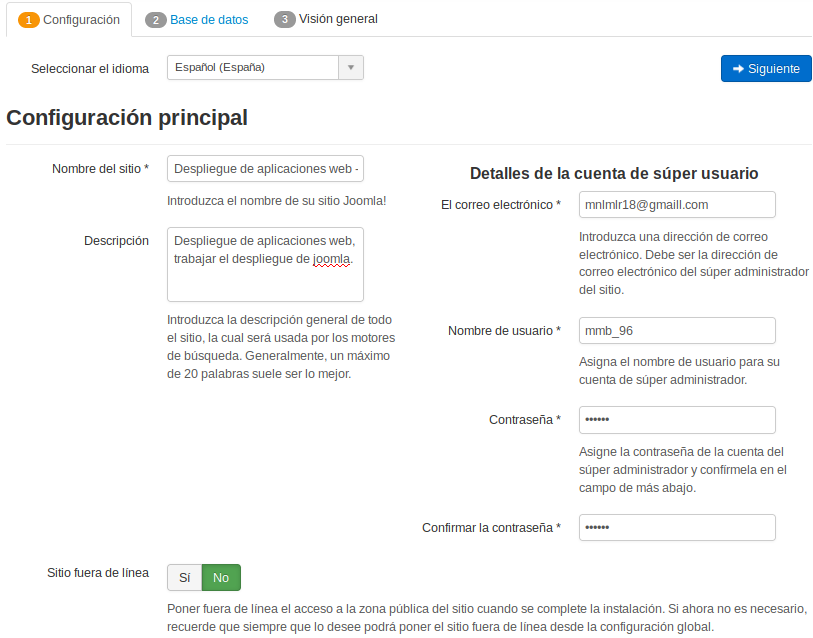 1 Configuración 2 Base de datos 3 Visión general
Seleccionar el idioma Español (España) Siguiente
Configuración principal
Nombre del sitio * Despliegue de aplicaciones web -
Introduzca el nombre de su sitio Joomla!
Descripción Despliegue de aplicaciones web,
trabajar el despliegue de joomla.
Introduzca la descripción general de todo
el sitio, la cual será usada por los motores
de búsqueda. Generalmente, un máximo
de 20 palabras suele ser lo mejor.
Detalles de la cuenta de súper usuario
El correo electrónico * mnlmlr18@gmaill.com
Introduzca una dirección de correo
electrónico. Debe ser la dirección de
correo electrónico del súper administrador
del sitio.
Nombre de usuario * mmb_96
Asigna el nombre de usuario para su
cuenta de súper administrador.
Contraseña * ••••••
Asigne la contraseña de la cuenta del
súper administrador y confírmela en el
campo de más abajo.
Confirmar la contraseña * ••••••
Sitio fuera de línea Sí No
Poner fuera de línea el acceso a la zona pública del sitio cuando se complete la instalación. Si ahora no es necesario,
recuerde que siempre que lo desee podrá poner el sitio fuera de línea desde la configuración global.